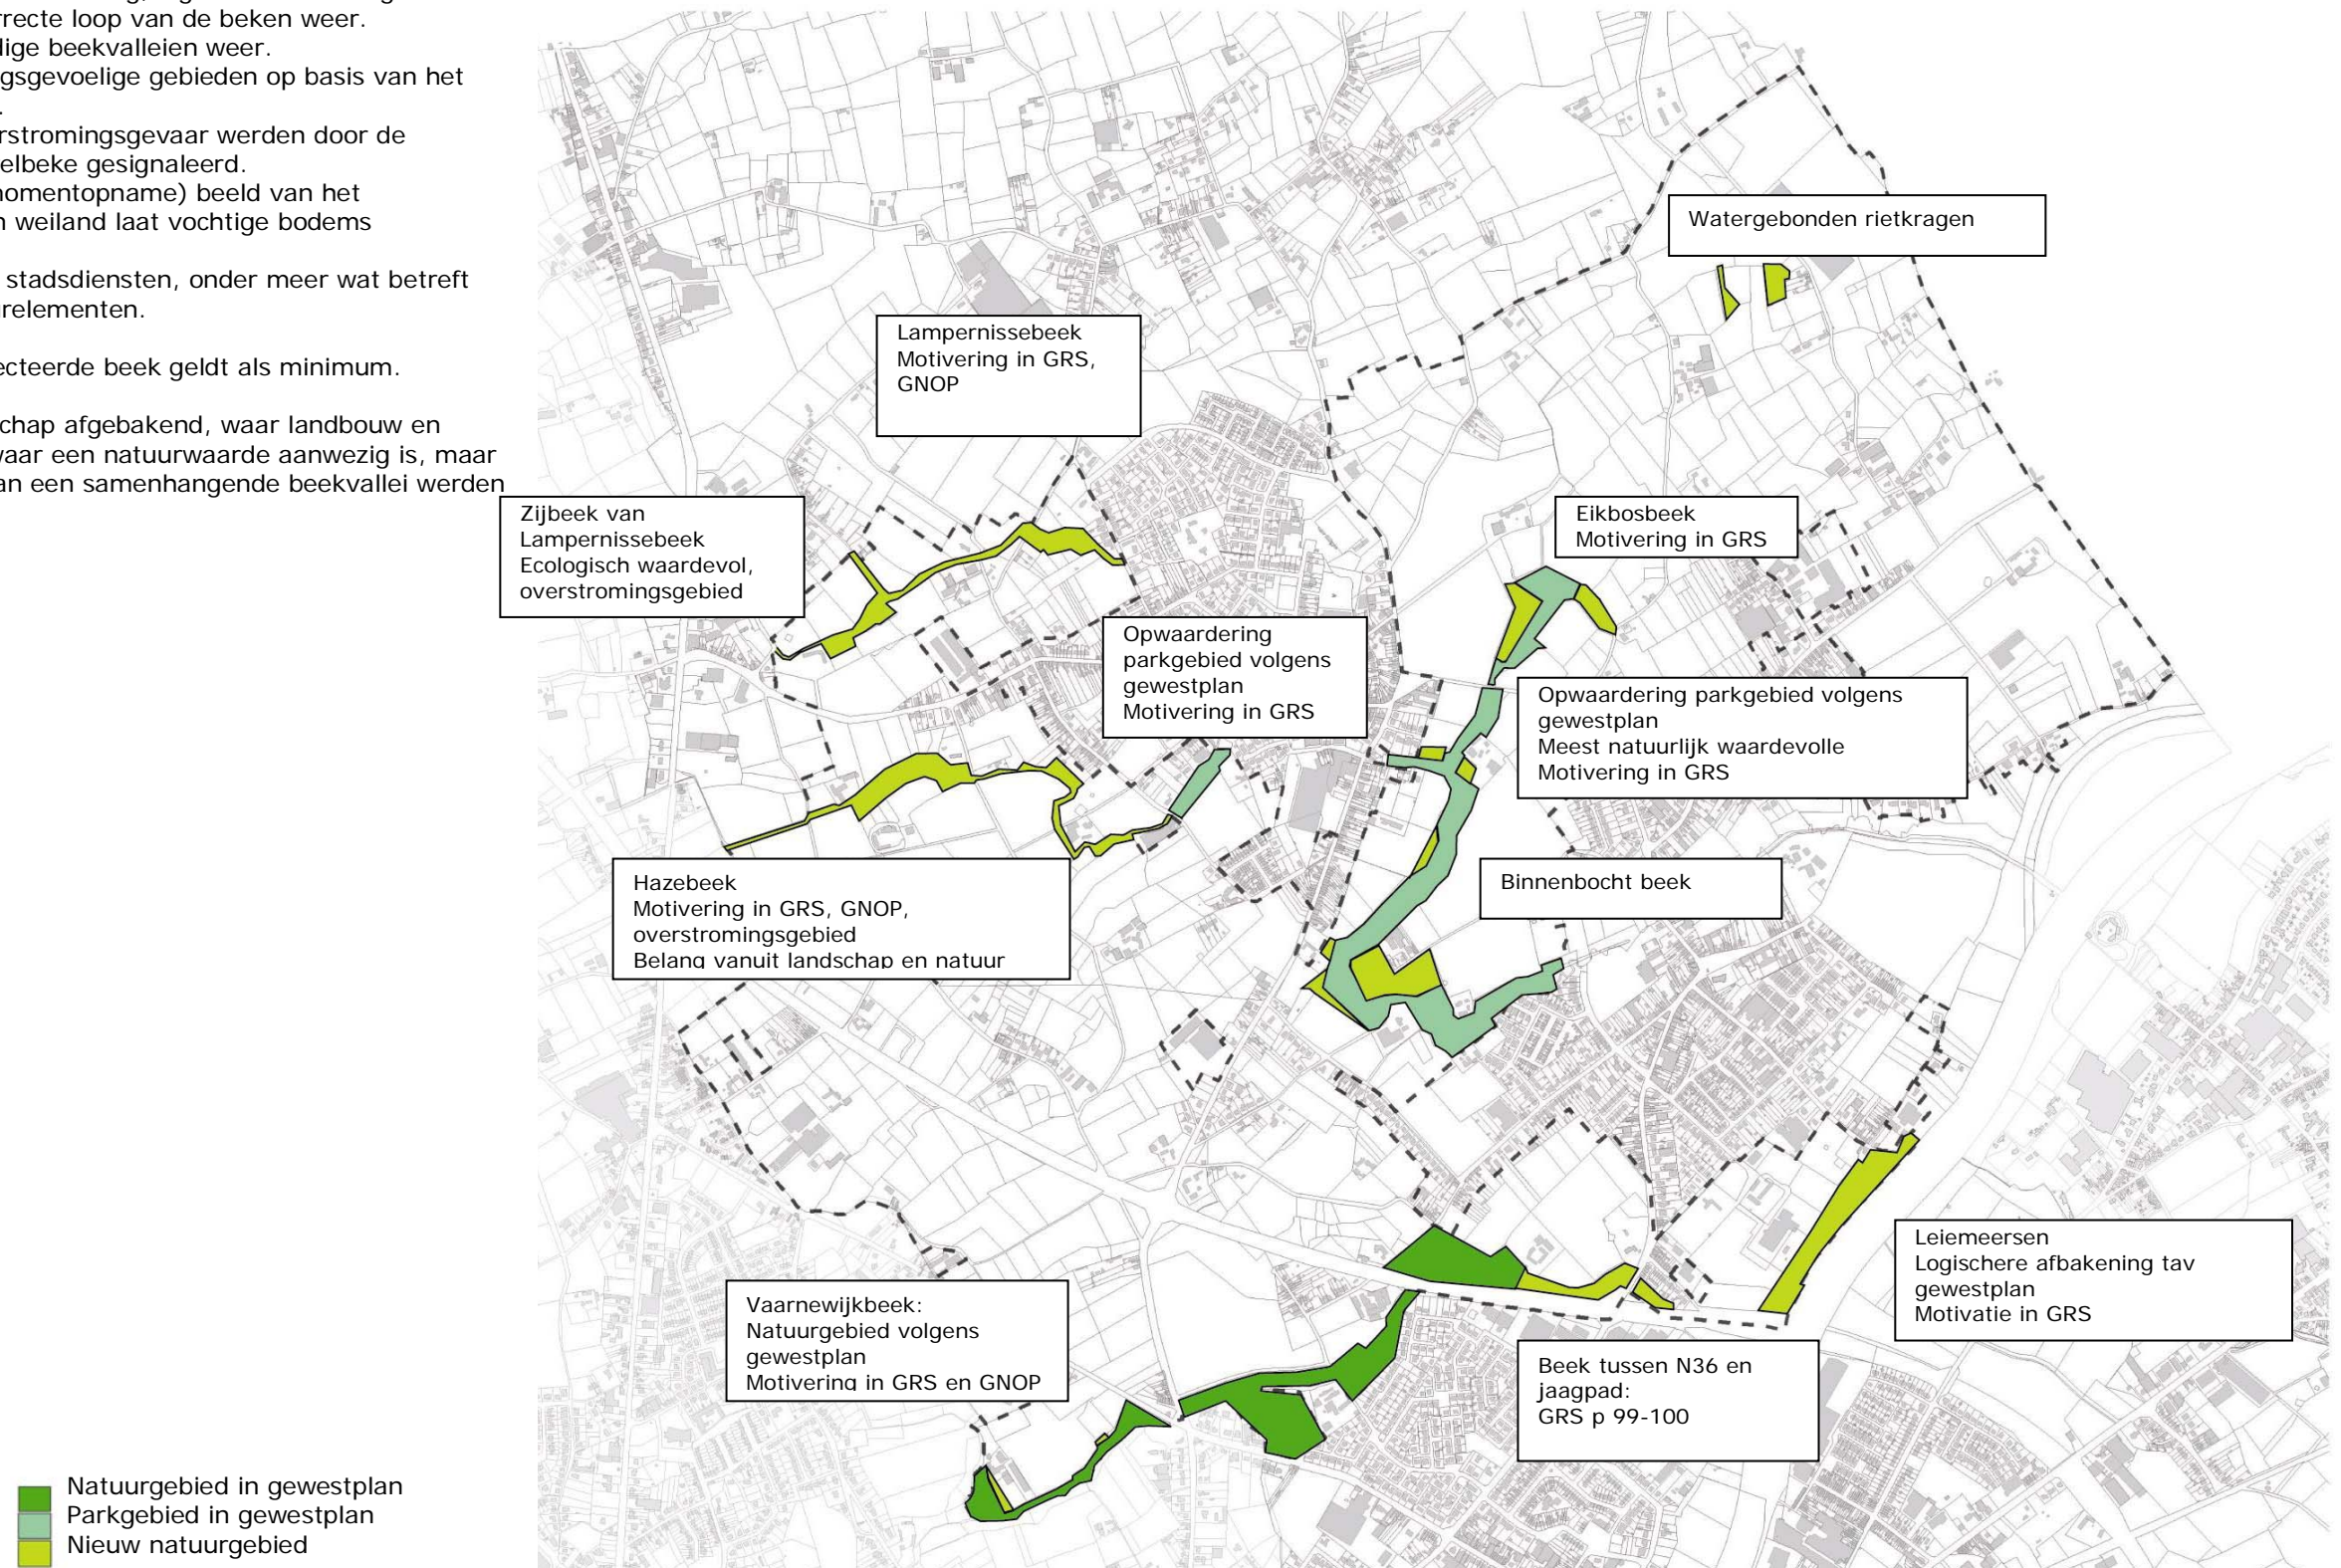 rrecte loop van de beken weer.
dige beekvalleien weer.
gsgevoelige gebieden op basis van het
.
rstromingsgevaar werden door de
elbeke gesignaleerd.
nomentopname) beeld van het
n weiland laat vochtige bodems
stadsdiensten, onder meer wat betreft
urelementen.
ecteerde beek geldt als minimum.
chap afgebakend, waar landbouw en
waar een natuurwaarde aanwezig is, maar
an een samenhangende beekvallei werden
Watergebonden rietkragen
Lampernissebeek
Motivering in GRS,
GNOP
Zijbeek van
Lampernissebeek
Ecologisch waardevol,
overstromingsgebied
Eikbosbeek
Motivering in GRS
Opwaardering
parkgebied volgens
gewestplan
Motivering in GRS
Opwaardering parkgebied volgens
gewestplan
Meest natuurlijk waardevolle
Motivering in GRS
Hazebeek
Motivering in GRS, GNOP,
overstromingsgebied
Belang vanuit landschap en natuur
Binnenbocht beek
Leiemeersen
Logischere afbakening tav
gewestplan
Motivatie in GRS
Vaarnewijkbeek:
Natuurgebied volgens
gewestplan
Motivering in GRS en GNOP
Beek tussen N36 en
jaagpad:
GRS p 99-100
Natuurgebied in gewestplan
Parkgebied in gewestplan
Nieuw natuurgebied